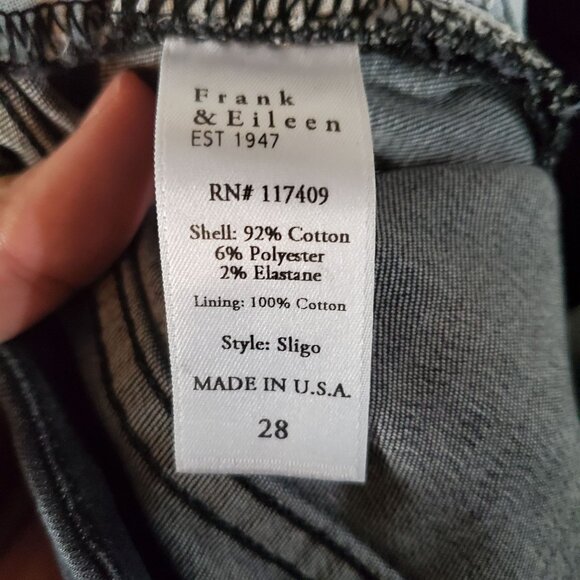 Frank
& Eileen
EST 1947
RN# 117409
Shell: 92% Cotton
6% Polyester
2% Elastane
Lining: 100% Cotton
Style: Sligo
MADE IN U.S.A.
28